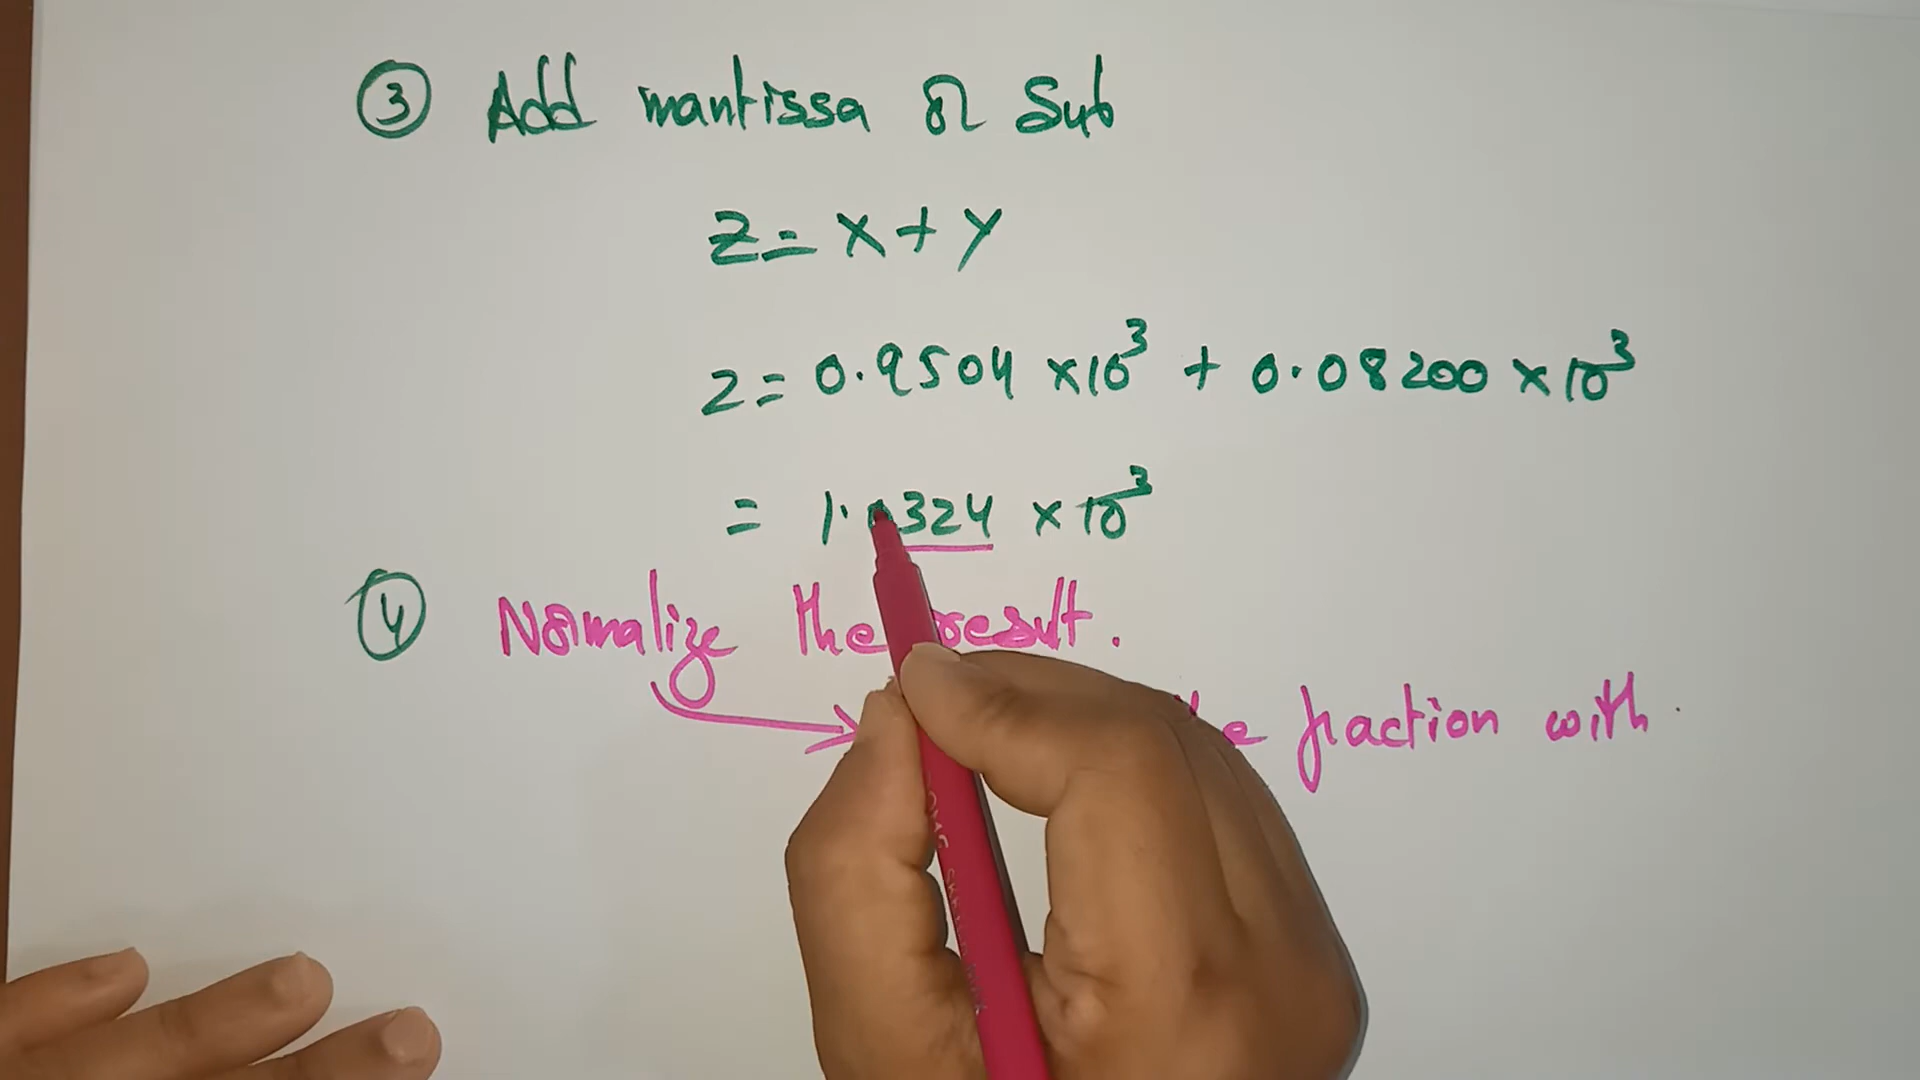 ③ Add mantissa or Sub
Z = X + Y
Z = 0.9504 × 10³ + 0.08200 × 10³
= 1.0324 × 10³
④ Normalize the result.
fraction with